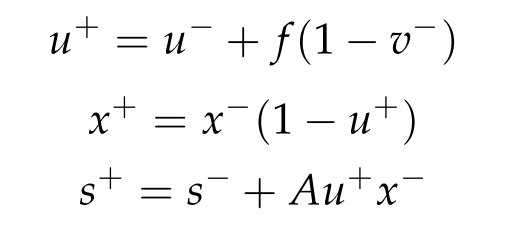 u⁺ = u⁻ + f(1 − v⁻)
x⁺ = x⁻(1 − u⁺)
s⁺ = s⁻ + Au⁺x⁻